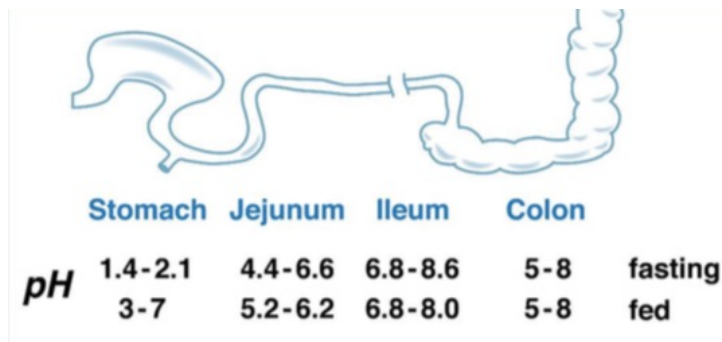 Stomach Jejunum Ileum Colon
pH 1.4-2.1 4.4-6.6 6.8-8.6 5-8 fasting
3-7 5.2-6.2 6.8-8.0 5-8 fed